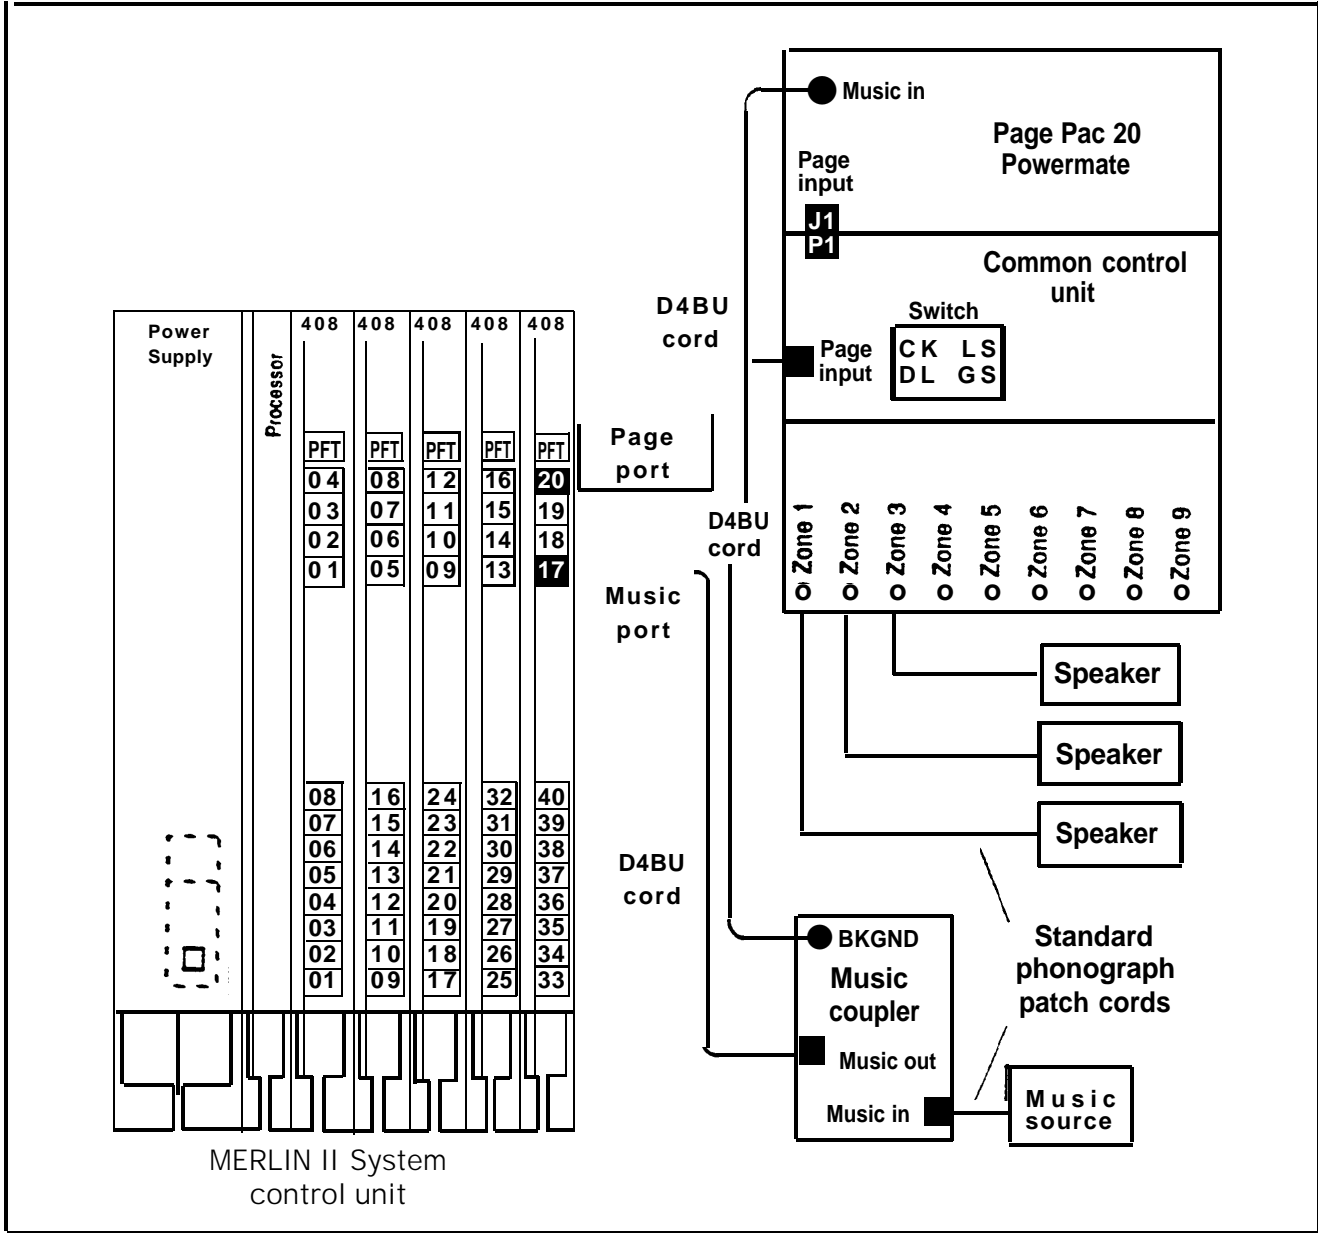 Music in
Page Pac 20
Powermate
Page
input
J1
P1
Common control
unit
Switch
CK LS
DL GS
Page
input
D4BU
cord
Power
Supply
Processor
408 408 408 408 408
PFT PFT PFT PFT PFT
04 08 12 16 20
03 07 11 15 19
02 06 10 14 18
01 05 09 13 17
Page
port
D4BU
cord
Zone 1
Zone 2
Zone 3
Zone 4
Zone 5
Zone 6
Zone 7
Zone 8
Zone 9
Music
port
Speaker
Speaker
Speaker
08 16 24 32 40
07 15 23 31 39
06 14 22 30 38
05 13 21 29 37
04 12 20 28 36
03 11 19 27 35
02 10 18 26 34
01 09 17 25 33
D4BU
cord
BKGND
Music
coupler
Music out
Music in
Standard
phonograph
patch cords
Music
source
MERLIN II System
control unit